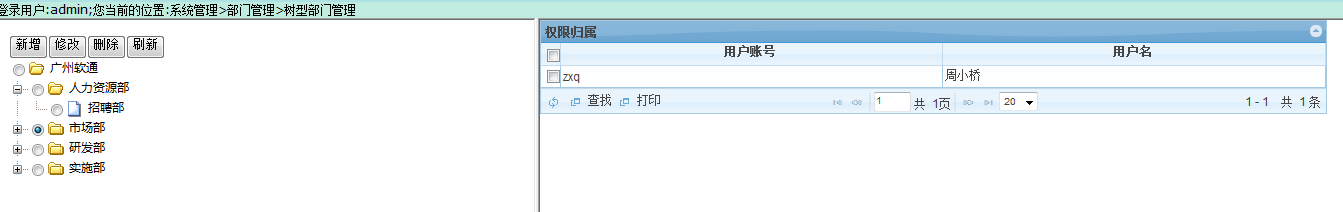 登录用户:admin;您当前的位置:系统管理>部门管理>树型部门管理
新增 修改 删除 刷新
广州软通
人力资源部
招聘部
市场部
研发部
实施部
权限归属
用户账号 用户名
zxq 周小桥
查找 打印 1 共 1页 20 1 - 1 共 1 条